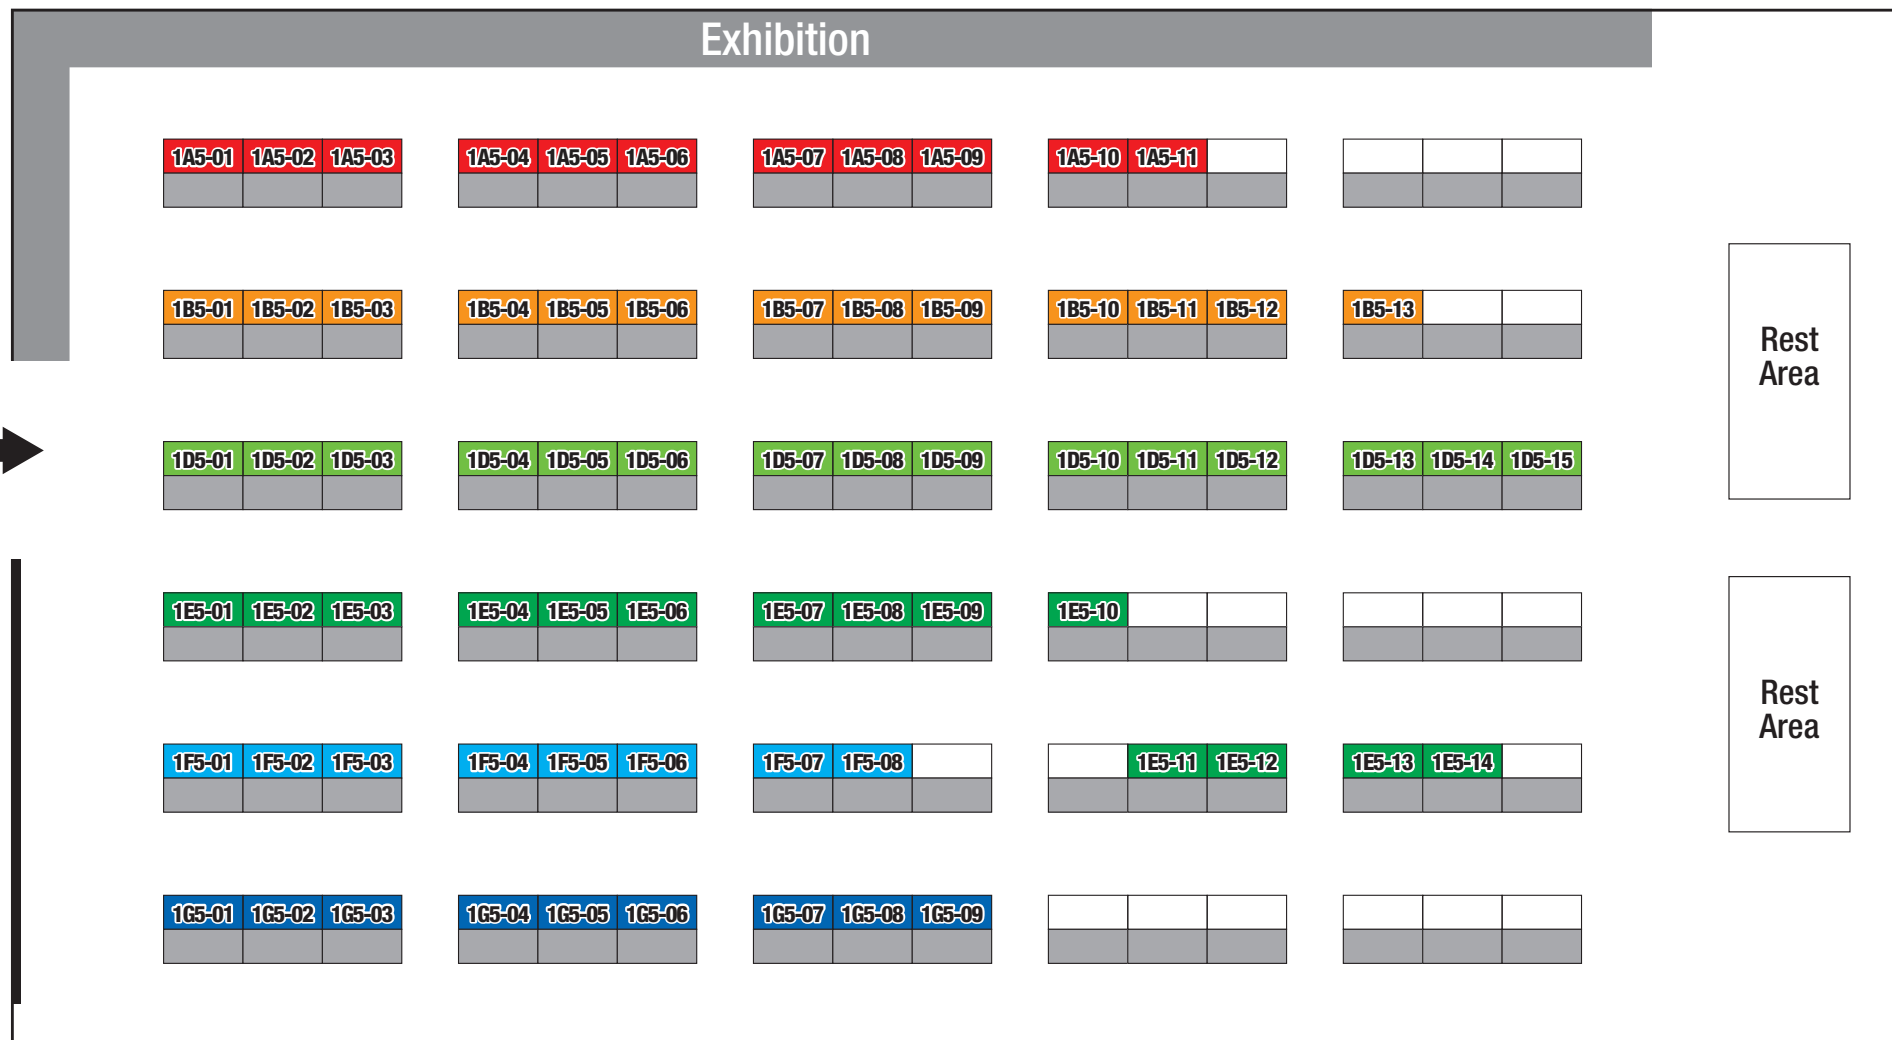 Exhibition
1A5-01 1A5-02 1A5-03 1A5-04 1A5-05 1A5-06 1A5-07 1A5-08 1A5-09 1A5-10 1A5-11
1B5-01 1B5-02 1B5-03 1B5-04 1B5-05 1B5-06 1B5-07 1B5-08 1B5-09 1B5-10 1B5-11 1B5-12 1B5-13
Rest
Area
1D5-01 1D5-02 1D5-03 1D5-04 1D5-05 1D5-06 1D5-07 1D5-08 1D5-09 1D5-10 1D5-11 1D5-12 1D5-13 1D5-14 1D5-15
1E5-01 1E5-02 1E5-03 1E5-04 1E5-05 1E5-06 1E5-07 1E5-08 1E5-09 1E5-10
Rest
Area
1F5-01 1F5-02 1F5-03 1F5-04 1F5-05 1F5-06 1F5-07 1F5-08 1E5-11 1E5-12 1E5-13 1E5-14
1G5-01 1G5-02 1G5-03 1G5-04 1G5-05 1G5-06 1G5-07 1G5-08 1G5-09